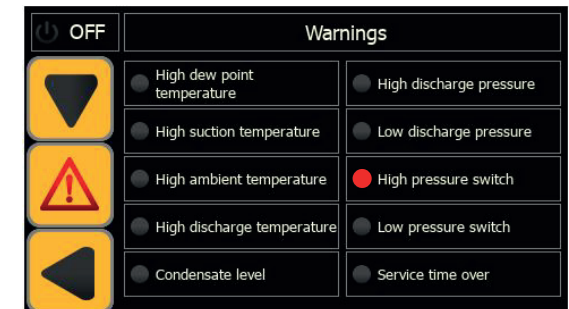 OFF
Warnings
High dew point
temperature
High discharge pressure
High suction temperature
Low discharge pressure
High ambient temperature
High pressure switch
High discharge temperature
Low pressure switch
Condensate level
Service time over